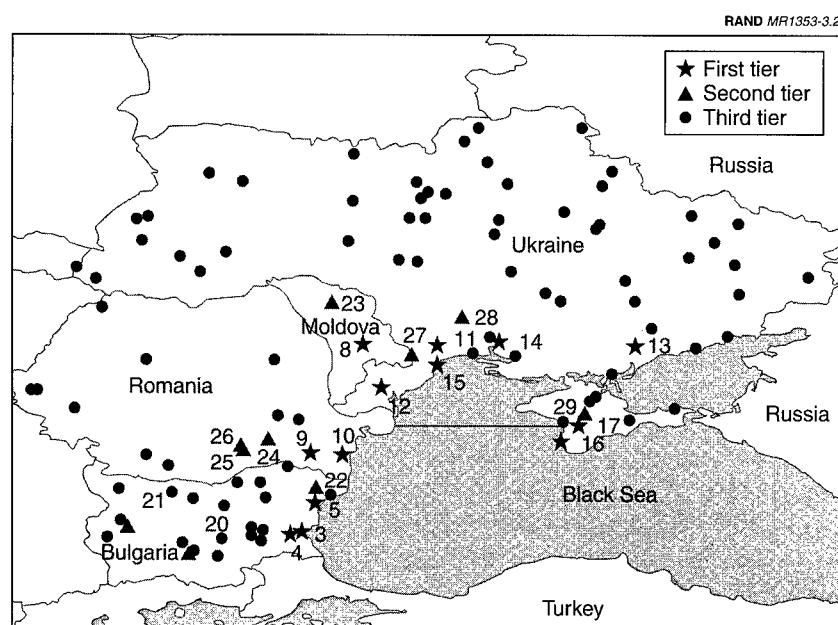 RAND MR1353-3.2
First tier
Second tier
Third tier
Russia
Ukraine
23
Moldova
28
27
8
11
14
13
15
Romania
12
29
Russia
17
26
9
10
16
25
24
22
Black Sea
21
5
20
3
Bulgaria
4
Turkey